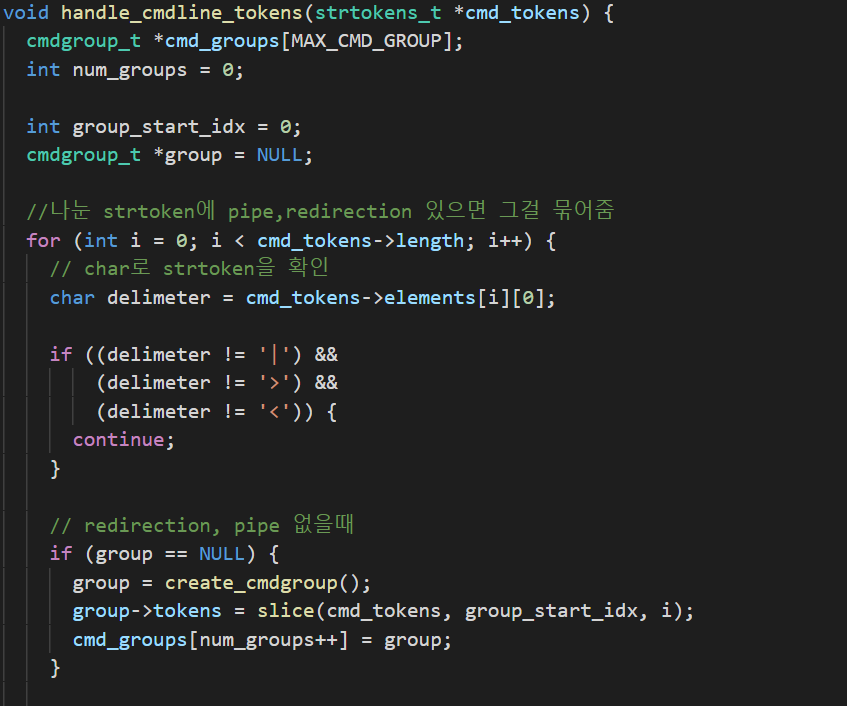 void handle_cmdline_tokens(strtokens_t *cmd_tokens) {
cmdgroup_t *cmd_groups[MAX_CMD_GROUP];
int num_groups = 0;
int group_start_idx = 0;
cmdgroup_t *group = NULL;
//나눈 strtoken에 pipe,redirection 있으면 그걸 묶어줌
for (int i = 0; i < cmd_tokens->length; i++) {
// char로 strtoken을 확인
char delimeter = cmd_tokens->elements[i][0];
if ((delimeter != '|') &&
(delimeter != '>') &&
(delimeter != '<')) {
continue;
}
// redirection, pipe 없을때
if (group == NULL) {
group = create_cmdgroup();
group->tokens = slice(cmd_tokens, group_start_idx, i);
cmd_groups[num_groups++] = group;
}